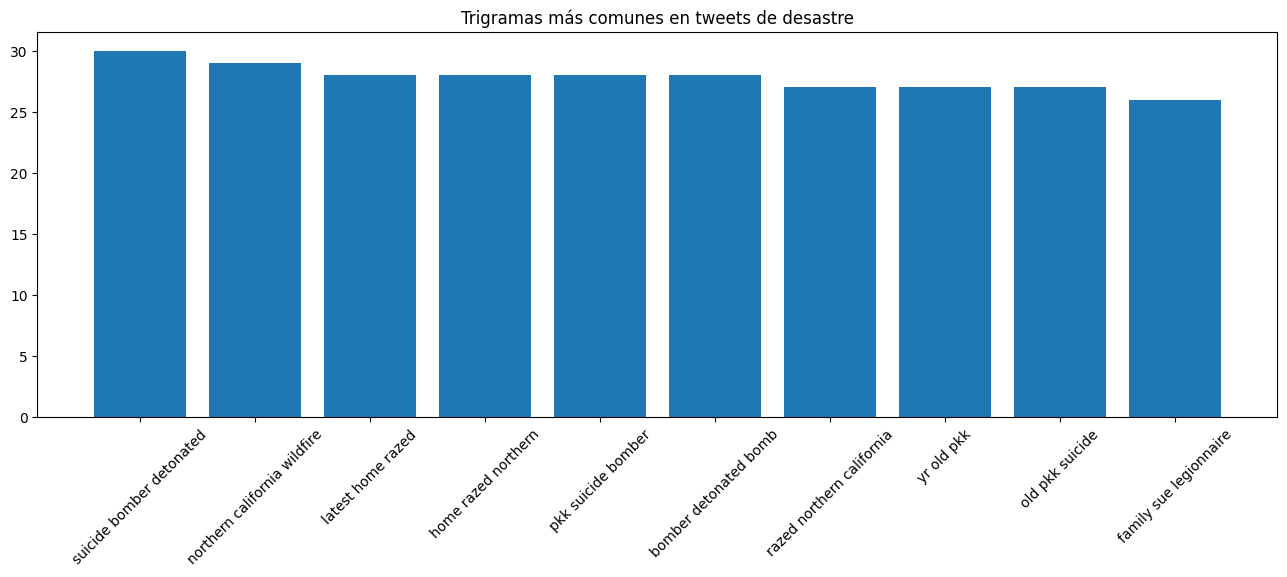 Trigramas más comunes en tweets de desastre
30
25
20
15
10
5
0
suicide bomber detonated
northern california wildfire
latest home razed
home razed northern
pkk suicide bomber
bomber detonated bomb
razed northern california
yr old pkk
old pkk suicide
family sue legionnaire